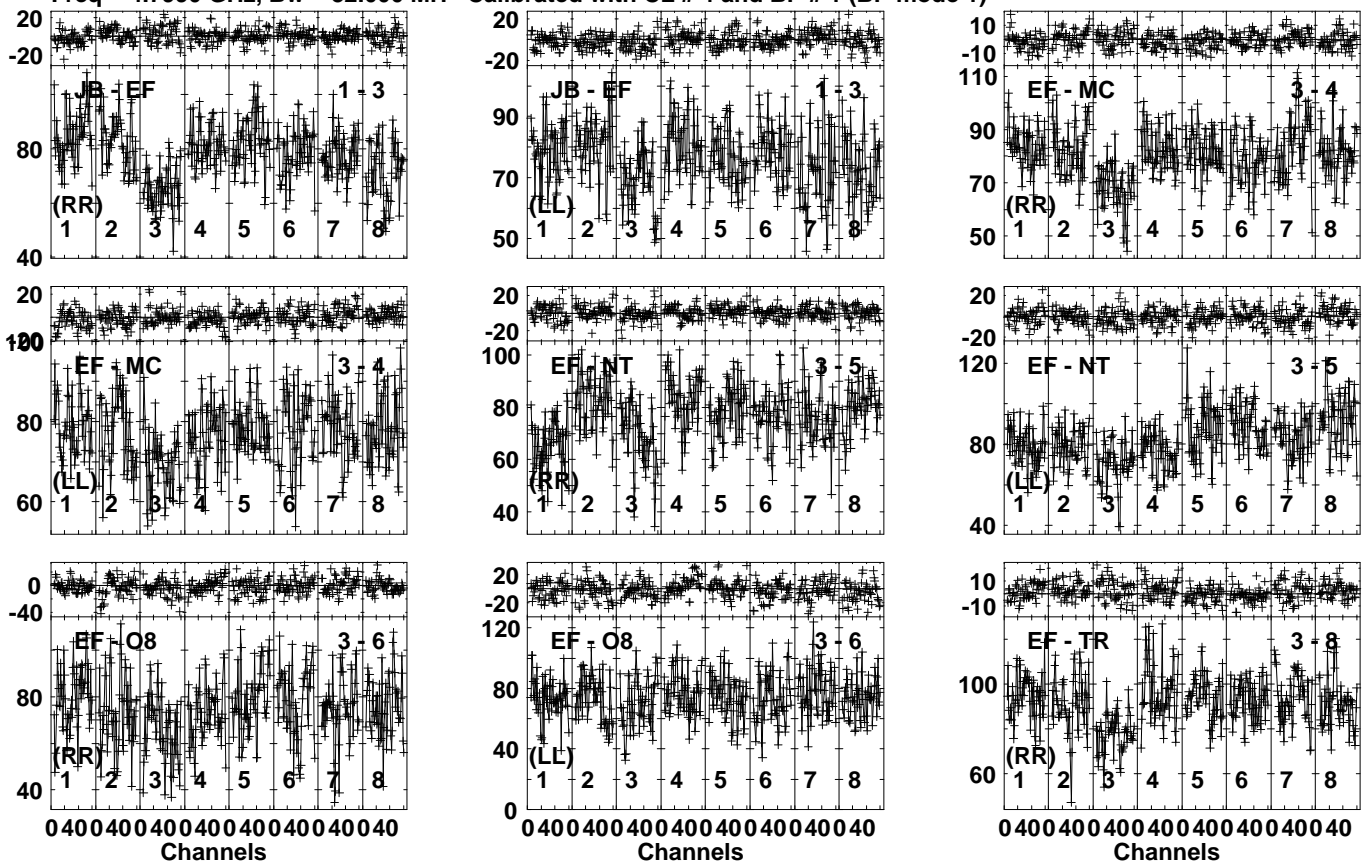 Calibrated with CL # 4 and BP # 1 (BP mode 1)
20
-20
JB - EF 1 - 3
80
(RR)
1 2 3 4 5 6 7 8
40
20
-20
JB - EF 1 - 3
90
70
(LL)
1 2 3 4 5 6 7 8
50
10
-10
110
EF - MC 3 - 4
90
70
(RR)
1 2 3 4 5 6 7 8
50
20
100
EF - MC 3 - 4
80
(LL)
1 2 3 4 5 6 7 8
60
20
-20
100
EF - NT 3 - 5
80
60
(RR)
1 2 3 4 5 6 7 8
40
20
-20
120
EF - NT 3 - 5
80
(LL)
1 2 3 4 5 6 7 8
40
0
-40
EF - O8 3 - 6
80
(RR)
1 2 3 4 5 6 7 8
40
0 40 0 40 0 40 0 40 0 40 0 40 0 40 0 40
Channels
20
-20
120
EF - O8 3 - 6
80
40
(LL)
1 2 3 4 5 6 7 8
0
0 40 0 40 0 40 0 40 0 40 0 40 0 40 0 40
Channels
10
-10
EF - TR 3 - 8
100
(RR)
1 2 3 4 5 6 7 8
60
0 40 0 40 0 40 0 40 0 40 0 40 0 40 0 40
Channels